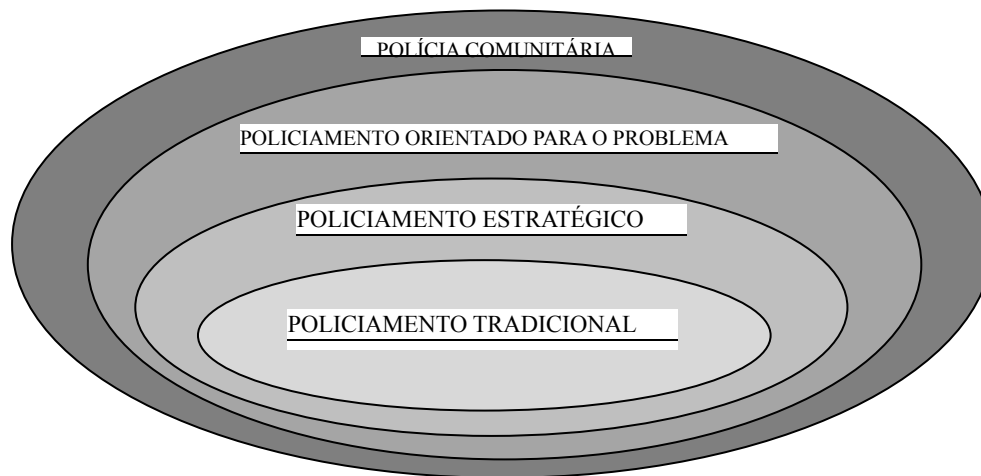 POLÍCIA COMUNITÁRIA
POLICIAMENTO ORIENTADO PARA O PROBLEMA
POLICIAMENTO ESTRATÉGICO
POLICIAMENTO TRADICIONAL